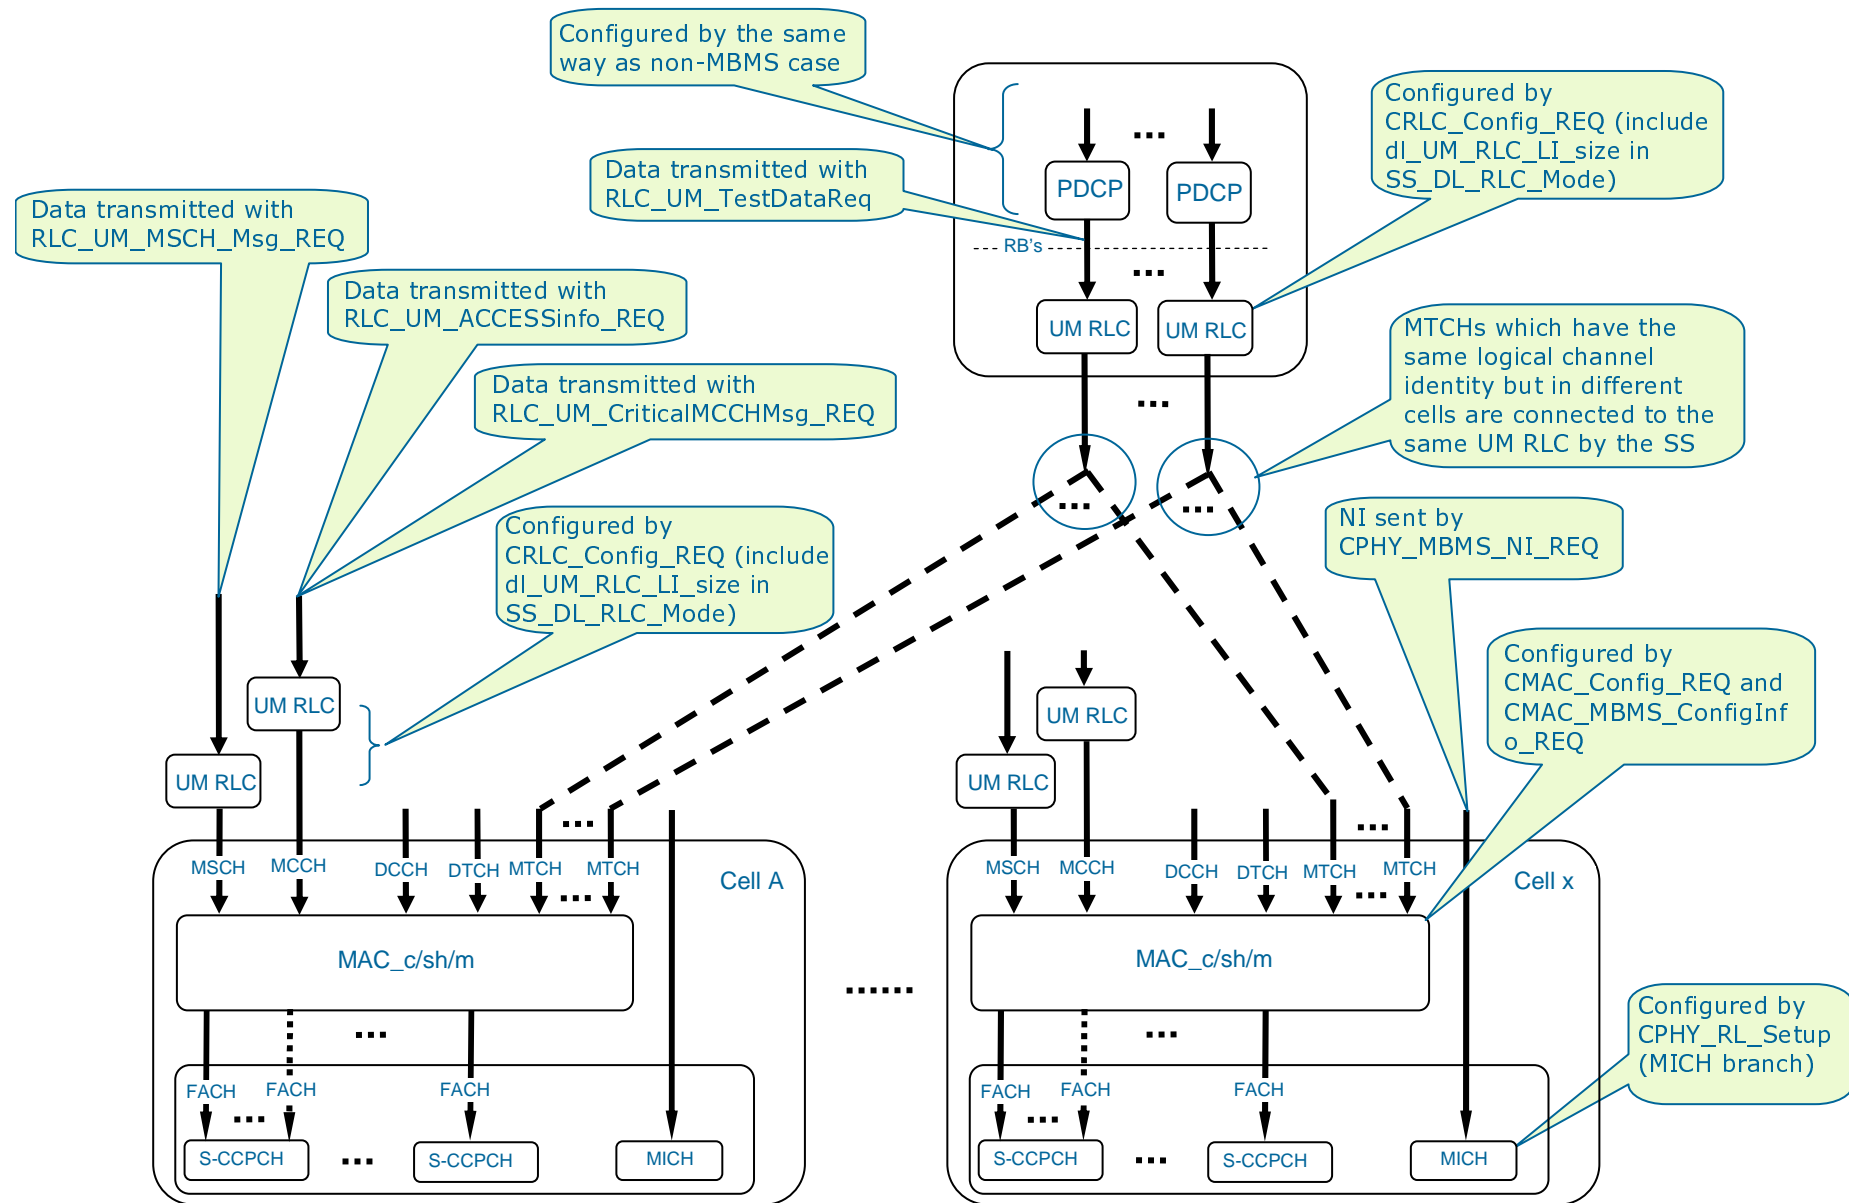 Configured by the same
way as non-MBMS case
Configured by
CRLC_Config_REQ (include
dl_UM_RLC_LI_size in
SS_DL_RLC_Mode)
Data transmitted with
RLC_UM_TestDataReq
PDCP
PDCP
Data transmitted with
RLC_UM_MSCH_Msg_REQ
RB's
Data transmitted with
RLC_UM_ACCESSinfo_REQ
UM RLC
UM RLC
MTCHs which have the
same logical channel
identity but in different
cells are connected to the
same UM RLC by the SS
Data transmitted with
RLC_UM_CriticalMCCHMsg_REQ
Configured by
CRLC_Config_REQ (include
dl_UM_RLC_LI_size in
SS_DL_RLC_Mode)
NI sent by
CPHY_MBMS_NI_REQ
Configured by
CMAC_Config_REQ and
CMAC_MBMS_ConfigInf
o_REQ
UM RLC
UM RLC
UM RLC
UM RLC
MSCH
MCCH
DCCH
DTCH
MTCH
MTCH
Cell A
MSCH
MCCH
DCCH
DTCH
MTCH
MTCH
Cell x
MAC_c/sh/m
MAC_c/sh/m
Configured by
CPHY_RL_Setup
(MICH branch)
FACH
FACH
FACH
FACH
FACH
FACH
S-CCPCH
S-CCPCH
MICH
S-CCPCH
S-CCPCH
MICH